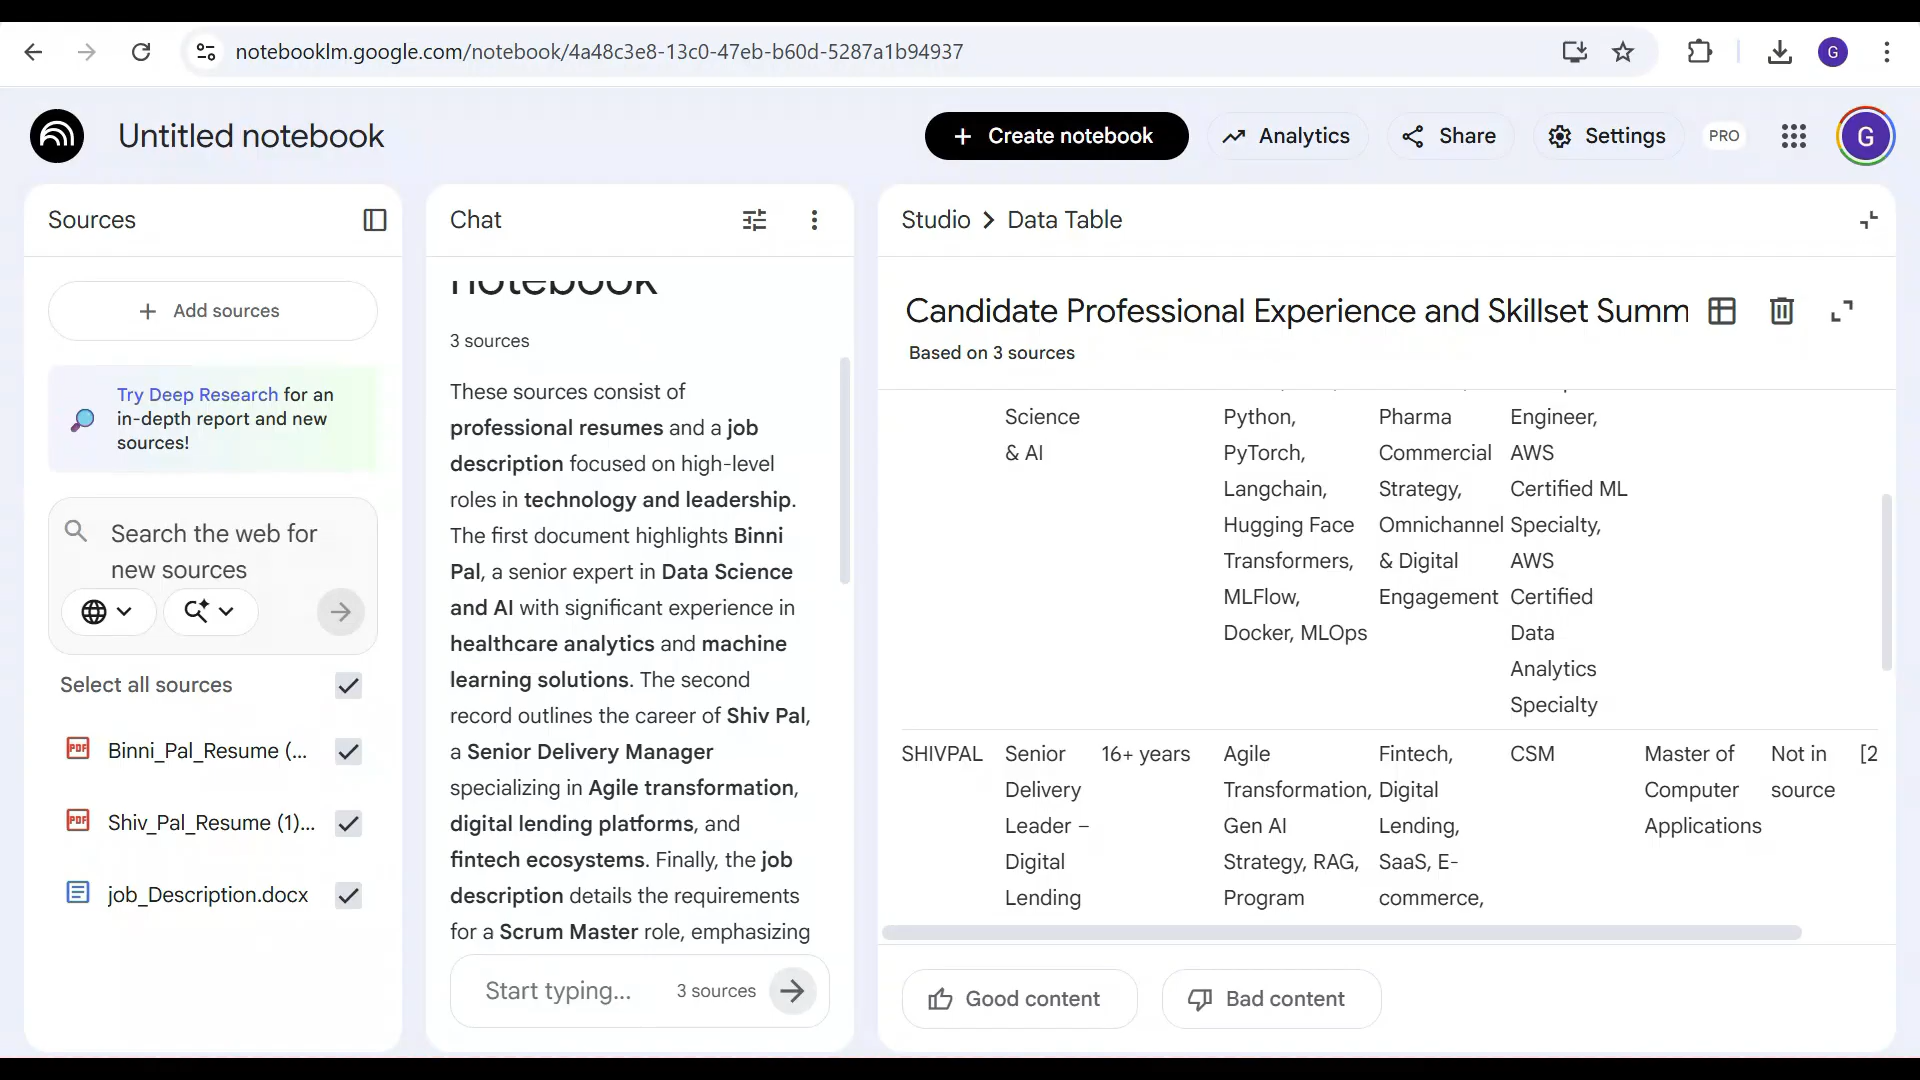 notebooklm.google.com/notebook/4a48c3e8-13c0-47eb-b60d-5287a1b94937
G
Untitled notebook
Create notebook
Analytics
Share
Settings
PRO
G
Sources
Add sources
Try Deep Research for an
in-depth report and new
sources!
Search the web for
new sources
Select all sources
PDF
Binni_Pal_Resume (...
PDF
Shiv_Pal_Resume (1)...
job_Description.docx
Chat
notebook
3 sources
These sources consist of
professional resumes and a job
description focused on high-level
roles in technology and leadership.
The first document highlights Binni
Pal, a senior expert in Data Science
and AI with significant experience in
healthcare analytics and machine
learning solutions. The second
record outlines the career of Shiv Pal,
a Senior Delivery Manager
specializing in Agile transformation,
digital lending platforms, and
fintech ecosystems. Finally, the job
description details the requirements
for a Scrum Master role, emphasizing
Start typing...
3 sources
Studio > Data Table
Candidate Professional Experience and Skillset Summ
Based on 3 sources
Science
& AI
Python,
PyTorch,
Langchain,
Hugging Face
Transformers,
MLFlow,
Docker, MLOps
Pharma
Commercial
Strategy,
Omnichannel
& Digital
Engagement
Engineer,
AWS
Certified ML
Specialty,
AWS
Certified
Data
Analytics
Specialty
SHIVPAL
Senior
Delivery
Leader –
Digital
Lending
16+ years
Agile
Transformation,
Gen AI
Strategy, RAG,
Program
Fintech,
Digital
Lending,
SaaS, E-
commerce,
CSM
Master of
Computer
Applications
Not in
source
[2
Good content
Bad content